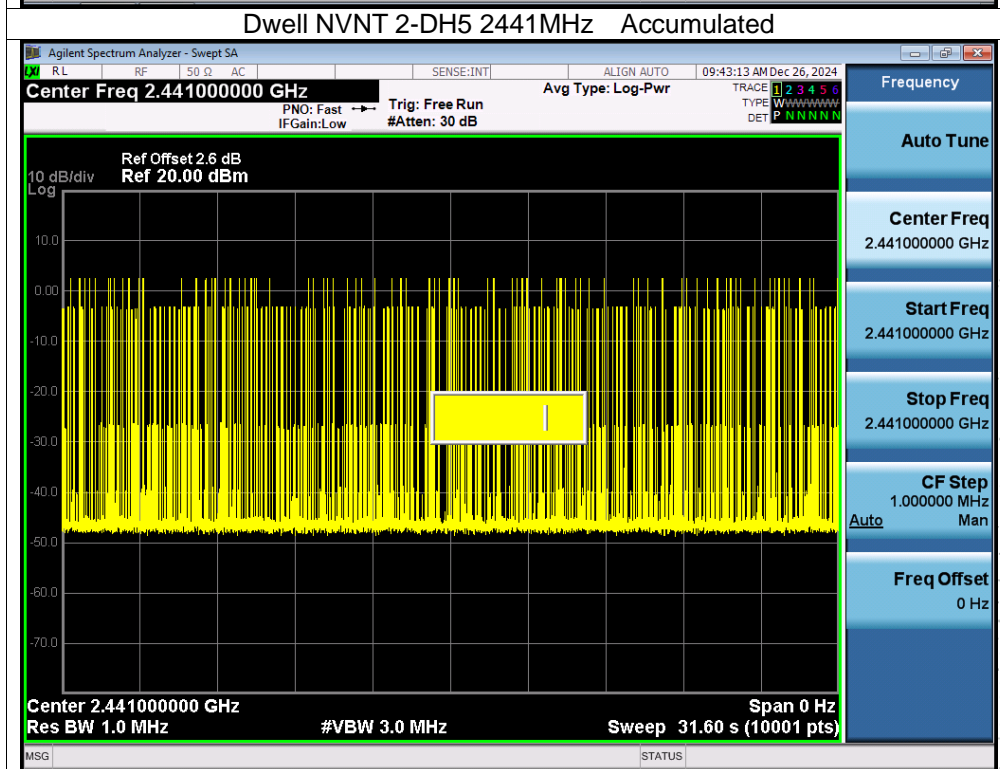 Dwell NVNT 2-DH5 2441MHz Accumulated
Agilent Spectrum Analyzer - Swept SA
LXI RL RF 50 Ω AC SENSE:INT ALIGN AUTO 09:43:13 AM Dec 26, 2024
Center Freq 2.441000000 GHz
PNO: Fast
IFGain:Low
Trig: Free Run
#Atten: 30 dB
Avg Type: Log-Pwr
TRACE 1 2 3 4 5 6
TYPE WWWWWW
DET P N N N N N
Ref Offset 2.6 dB
10 dB/div Ref 20.00 dBm
Log
10.0
0.00
-10.0
-20.0
-30.0
-40.0
-50.0
-60.0
-70.0
Center 2.441000000 GHz Span 0 Hz
Res BW 1.0 MHz #VBW 3.0 MHz Sweep 31.60 s (10001 pts)
MSG STATUS
Frequency
Auto Tune
Center Freq
2.441000000 GHz
Start Freq
2.441000000 GHz
Stop Freq
2.441000000 GHz
CF Step
1.000000 MHz
Auto Man
Freq Offset
0 Hz